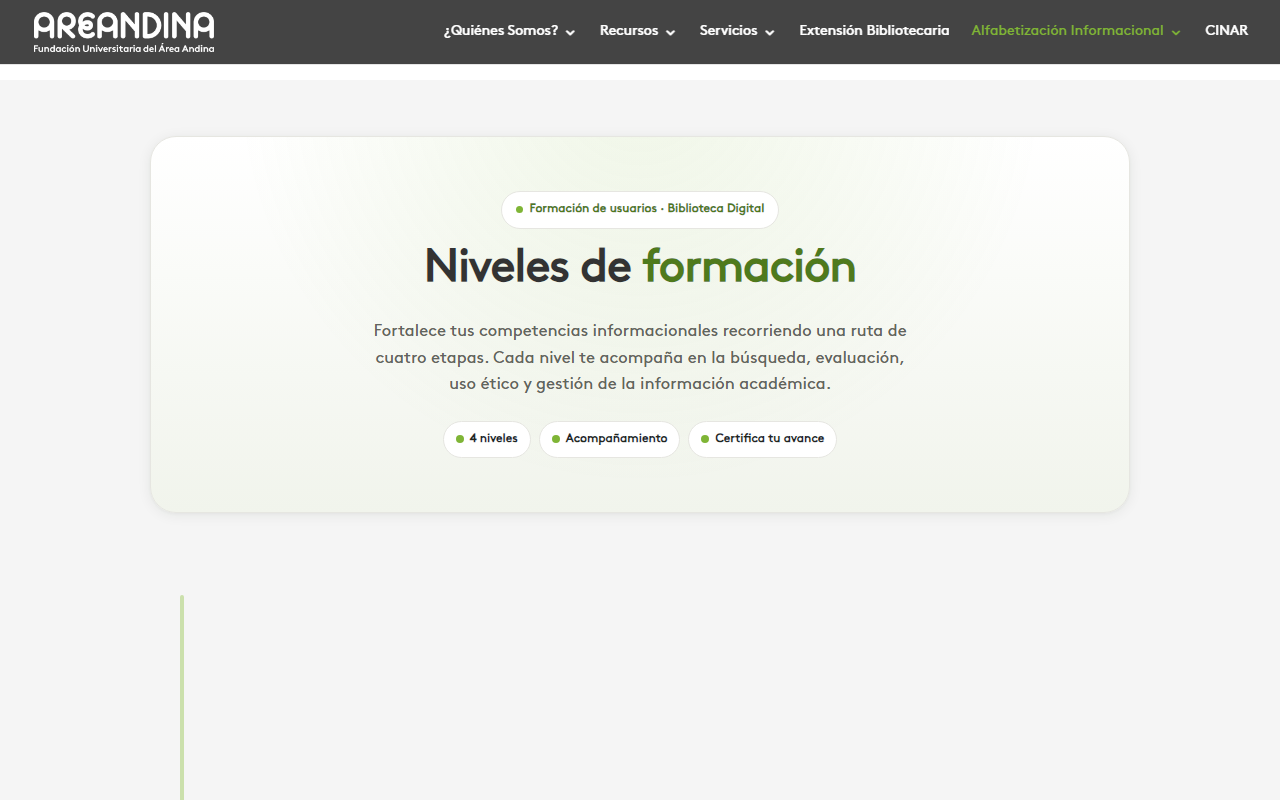 AREANDINA
Fundación Universitaria del Área Andina
¿Quiénes Somos? Recursos Servicios Extensión Bibliotecaria Alfabetización Informacional CINAR
Formación de usuarios · Biblioteca Digital
Niveles de formación
Fortalece tus competencias informacionales recorriendo una ruta de
cuatro etapas. Cada nivel te acompaña en la búsqueda, evaluación,
uso ético y gestión de la información académica.
4 niveles Acompañamiento Certifica tu avance